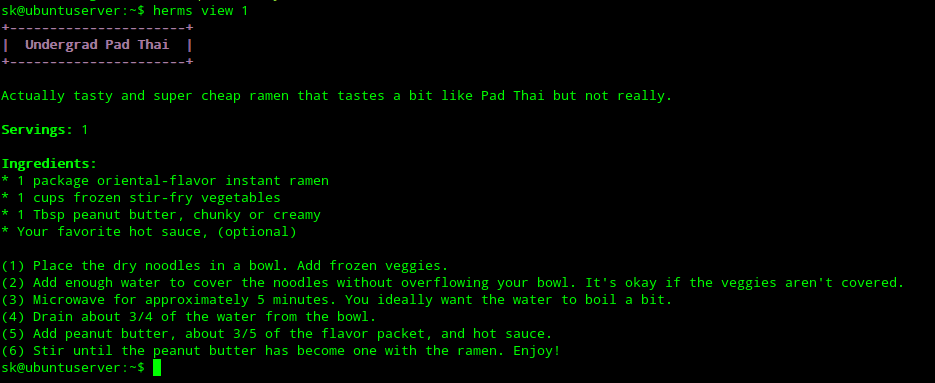 sk@ubuntuserver:~$ herms view 1
+----------------------+
|  Undergrad Pad Thai  |
+----------------------+
Actually tasty and super cheap ramen that tastes a bit like Pad Thai but not really.
Servings: 1
Ingredients:
* 1 package oriental-flavor instant ramen
* 1 cups frozen stir-fry vegetables
* 1 Tbsp peanut butter, chunky or creamy
* Your favorite hot sauce, (optional)
(1) Place the dry noodles in a bowl. Add frozen veggies.
(2) Add enough water to cover the noodles without overflowing your bowl. It's okay if the veggies aren't covered.
(3) Microwave for approximately 5 minutes. You ideally want the water to boil a bit.
(4) Drain about 3/4 of the water from the bowl.
(5) Add peanut butter, about 3/5 of the flavor packet, and hot sauce.
(6) Stir until the peanut butter has become one with the ramen. Enjoy!
sk@ubuntuserver:~$